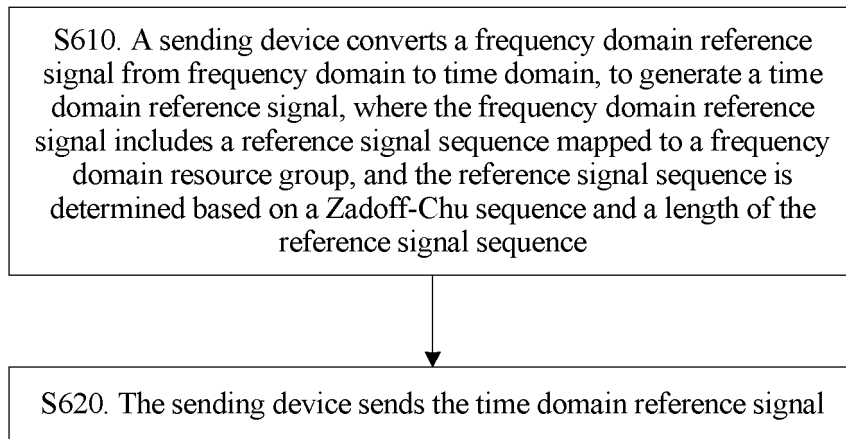 S610. A sending device converts a frequency domain reference
signal from frequency domain to time domain, to generate a time
domain reference signal, where the frequency domain reference
signal includes a reference signal sequence mapped to a frequency
domain resource group, and the reference signal sequence is
determined based on a Zadoff-Chu sequence and a length of the
reference signal sequence
S620. The sending device sends the time domain reference signal